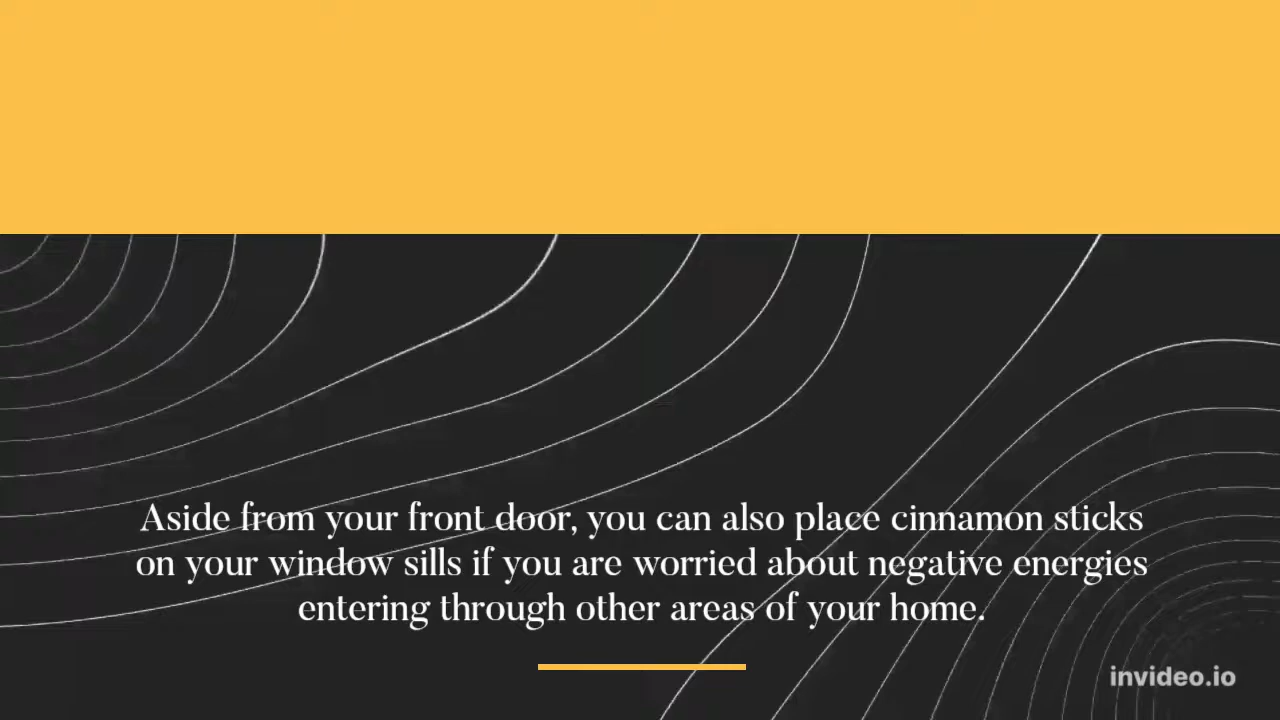 Aside from your front door, you can also place cinnamon sticks
on your window sills if you are worried about negative energies
entering through other areas of your home.
invideo.io